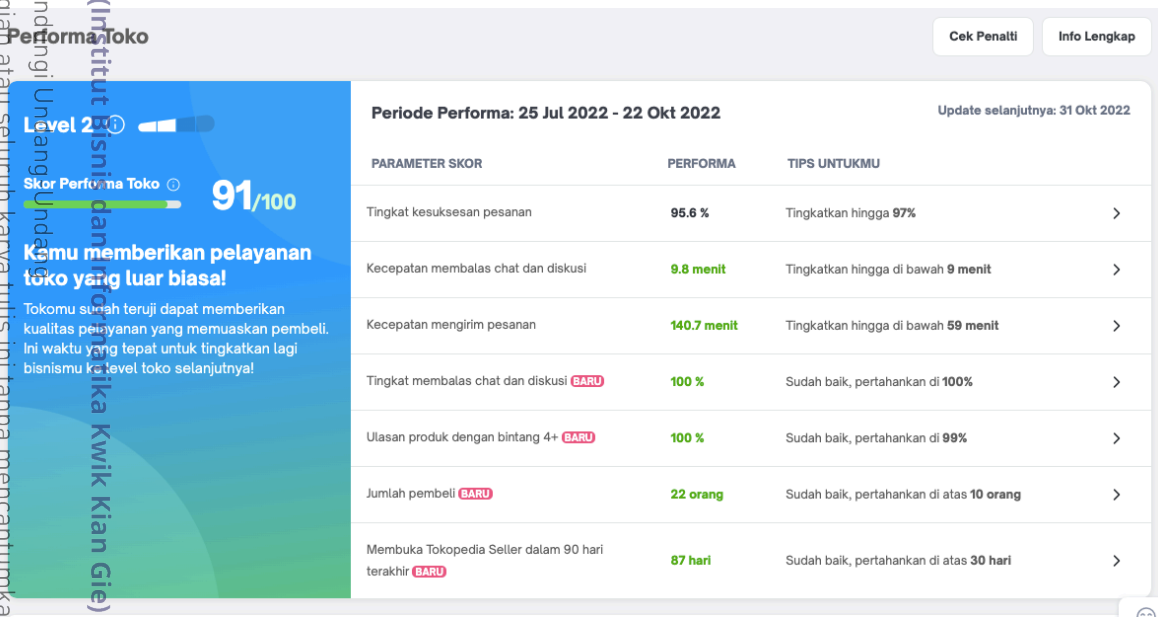 Performa Toko
Cek Penalti
Info Lengkap
Level 2
Skor Performa Toko
91/100
Kamu memberikan pelayanan
toko yang luar biasa!
Tokomu sudah teruji dapat memberikan
kualitas pelayanan yang memuaskan pembeli.
Ini waktu yang tepat untuk tingkatkan lagi
bisnismu ke level toko selanjutnya!
Periode Performa: 25 Jul 2022 - 22 Okt 2022
Update selanjutnya: 31 Okt 2022
PARAMETER SKOR PERFORMA TIPS UNTUKMU
Tingkat kesuksesan pesanan 95.6 % Tingkatkan hingga 97%
Kecepatan membalas chat dan diskusi 9.8 menit Tingkatkan hingga di bawah 9 menit
Kecepatan mengirim pesanan 140.7 menit Tingkatkan hingga di bawah 59 menit
Tingkat membalas chat dan diskusi BARU 100 % Sudah baik, pertahankan di 100%
Ulasan produk dengan bintang 4+ BARU 100 % Sudah baik, pertahankan di 99%
Jumlah pembeli BARU 22 orang Sudah baik, pertahankan di atas 10 orang
Membuka Tokopedia Seller dalam 90 hari
terakhir BARU 87 hari Sudah baik, pertahankan di atas 30 hari
(Institut Bisnis dan Informatika Kwik Kian Gie)
Undang-Undang
atau seluruh karya tulis ini tanpa